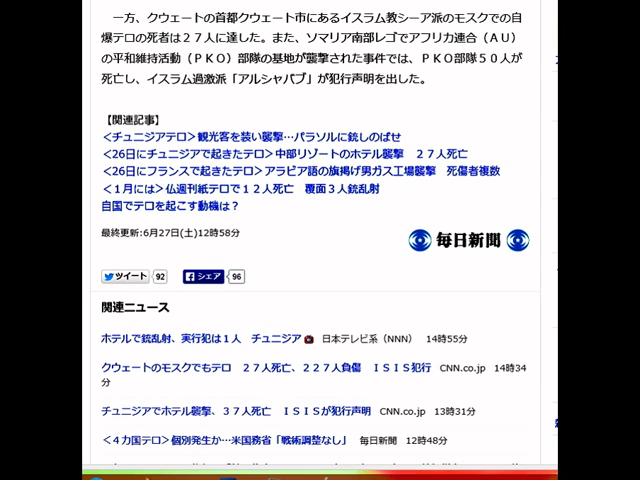 一方、クウェートの首都クウェート市にあるイスラム教シーア派のモスクでの自
爆テロの死者は２７人に達した。また、ソマリア南部レゴでアフリカ連合（ＡＵ）
の平和維持活動（ＰＫＯ）部隊の基地が襲撃された事件では、ＰＫＯ部隊５０人が
死亡し、イスラム過激派「アルシャバブ」が犯行声明を出した。
【関連記事】
＜チュニジアテロ＞観光客を装い襲撃…パラソルに銃しのばせ
＜26日にチュニジアで起きたテロ＞中部リゾートのホテル襲撃　２７人死亡
＜26日にフランスで起きたテロ＞アラビア語の旗掲げ男ガス工場襲撃　死傷者複数
＜１月には＞仏週刊紙テロで１２人死亡　覆面３人銃乱射
自国でテロを起こす動機は？
最終更新:6月27日(土)12時58分
毎日新聞
ツイート 92 シェア 96
関連ニュース
ホテルで銃乱射、実行犯は１人　チュニジア 日本テレビ系（NNN） 14時55分
クウェートのモスクでもテロ　２７人死亡、２２７人負傷　ＩＳＩＳ犯行 CNN.co.jp 14時34
分
チュニジアでホテル襲撃、３７人死亡　ＩＳＩＳが犯行声明 CNN.co.jp 13時31分
＜４カ国テロ＞個別発生か…米国務省「戦術調整なし」 毎日新聞 12時48分